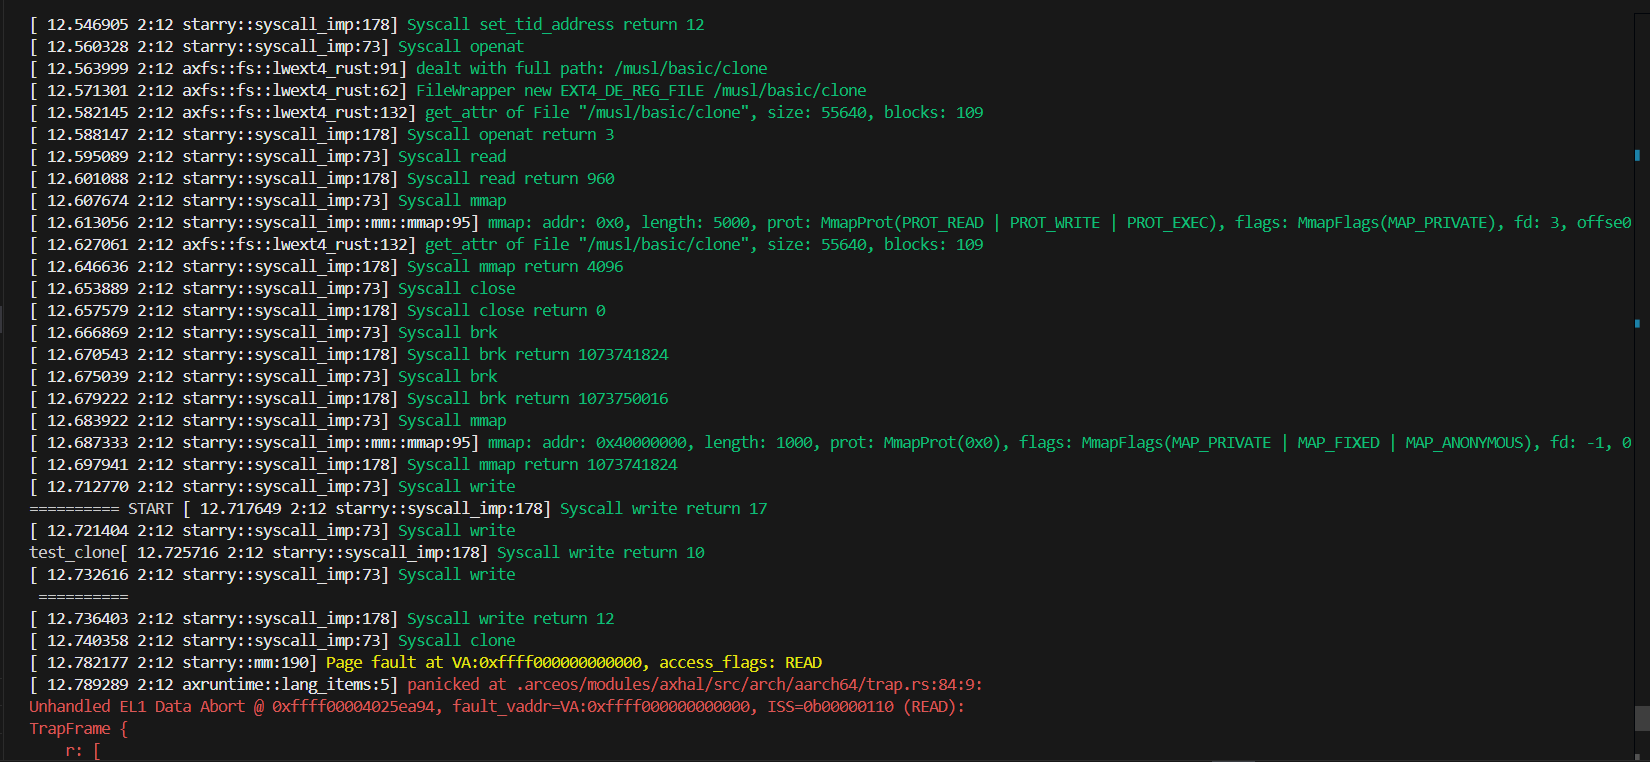 [ 12.546905 2:12 starry::syscall_imp:178] Syscall set_tid_address return 12
[ 12.560328 2:12 starry::syscall_imp:73] Syscall openat
[ 12.563999 2:12 axfs::fs::lwext4_rust:91] dealt with full path: /musl/basic/clone
[ 12.571301 2:12 axfs::fs::lwext4_rust:62] FileWrapper new EXT4_DE_REG_FILE /musl/basic/clone
[ 12.582145 2:12 axfs::fs::lwext4_rust:132] get_attr of File "/musl/basic/clone", size: 55640, blocks: 109
[ 12.588147 2:12 starry::syscall_imp:178] Syscall openat return 3
[ 12.595089 2:12 starry::syscall_imp:73] Syscall read
[ 12.601088 2:12 starry::syscall_imp:178] Syscall read return 960
[ 12.607674 2:12 starry::syscall_imp:73] Syscall mmap
[ 12.613056 2:12 starry::syscall_imp::mm::mmap:95] mmap: addr: 0x0, length: 5000, prot: MmapProt(PROT_READ | PROT_WRITE | PROT_EXEC), flags: MmapFlags(MAP_PRIVATE), fd: 3, offse0
[ 12.627061 2:12 axfs::fs::lwext4_rust:132] get_attr of File "/musl/basic/clone", size: 55640, blocks: 109
[ 12.646636 2:12 starry::syscall_imp:178] Syscall mmap return 4096
[ 12.653889 2:12 starry::syscall_imp:73] Syscall close
[ 12.657579 2:12 starry::syscall_imp:178] Syscall close return 0
[ 12.666869 2:12 starry::syscall_imp:73] Syscall brk
[ 12.670543 2:12 starry::syscall_imp:178] Syscall brk return 1073741824
[ 12.675039 2:12 starry::syscall_imp:73] Syscall brk
[ 12.679222 2:12 starry::syscall_imp:178] Syscall brk return 1073750016
[ 12.683922 2:12 starry::syscall_imp:73] Syscall mmap
[ 12.687333 2:12 starry::syscall_imp::mm::mmap:95] mmap: addr: 0x40000000, length: 1000, prot: MmapProt(0x0), flags: MmapFlags(MAP_PRIVATE | MAP_FIXED | MAP_ANONYMOUS), fd: -1, 0
[ 12.697941 2:12 starry::syscall_imp:178] Syscall mmap return 1073741824
[ 12.712770 2:12 starry::syscall_imp:73] Syscall write
========== START [ 12.717649 2:12 starry::syscall_imp:178] Syscall write return 17
[ 12.721404 2:12 starry::syscall_imp:73] Syscall write
test_clone[ 12.725716 2:12 starry::syscall_imp:178] Syscall write return 10
[ 12.732616 2:12 starry::syscall_imp:73] Syscall write
==========
[ 12.736403 2:12 starry::syscall_imp:178] Syscall write return 12
[ 12.740358 2:12 starry::syscall_imp:73] Syscall clone
[ 12.782177 2:12 starry::mm:190] Page fault at VA:0xffff000000000000, access_flags: READ
[ 12.789289 2:12 axruntime::lang_items:5] panicked at .arceos/modules/axhal/src/arch/aarch64/trap.rs:84:9:
Unhandled EL1 Data Abort @ 0xffff00004025ea94, fault_vaddr=VA:0xffff000000000000, ISS=0b00000110 (READ):
TrapFrame {
r: [